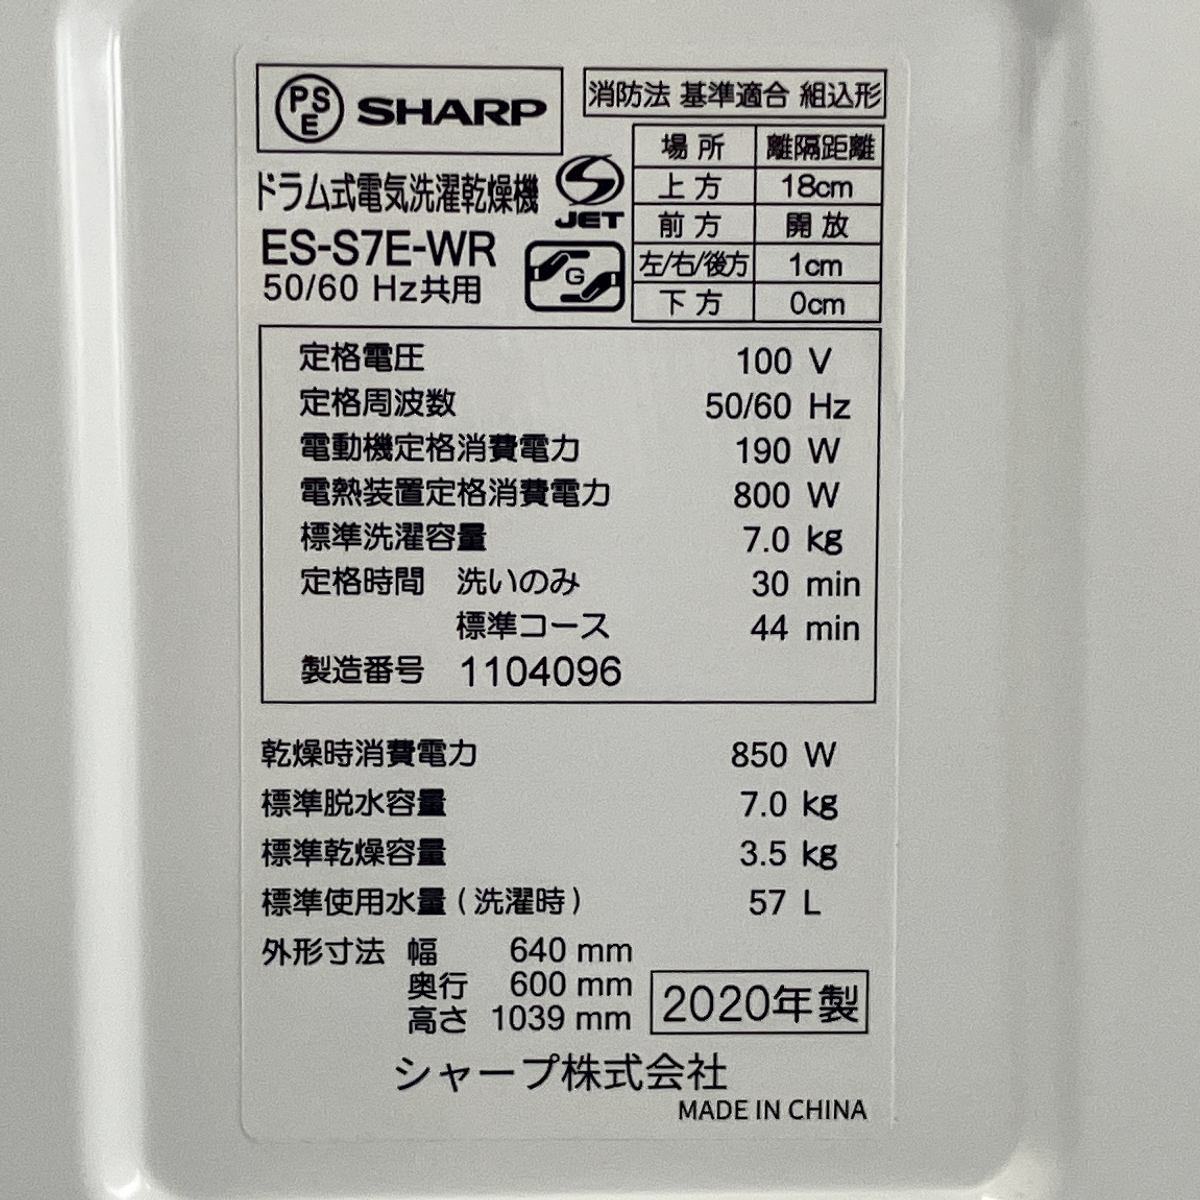 PSE SHARP
消防法 基準適合 組込形
場所 離隔距離
上方 18cm
前方 開放
左/右/後方 1cm
下方 0cm
ドラム式電気洗濯乾燥機
JET
ES-S7E-WR
G
50/60 Hz共用
定格電圧 100 V
定格周波数 50/60 Hz
電動機定格消費電力 190 W
電熱装置定格消費電力 800 W
標準洗濯容量 7.0 kg
定格時間 洗いのみ 30 min
標準コース 44 min
製造番号 1104096
乾燥時消費電力 850 W
標準脱水容量 7.0 kg
標準乾燥容量 3.5 kg
標準使用水量(洗濯時) 57 L
外形寸法 幅 640 mm
奥行 600 mm
高さ 1039 mm
2020年製
シャープ株式会社
MADE IN CHINA